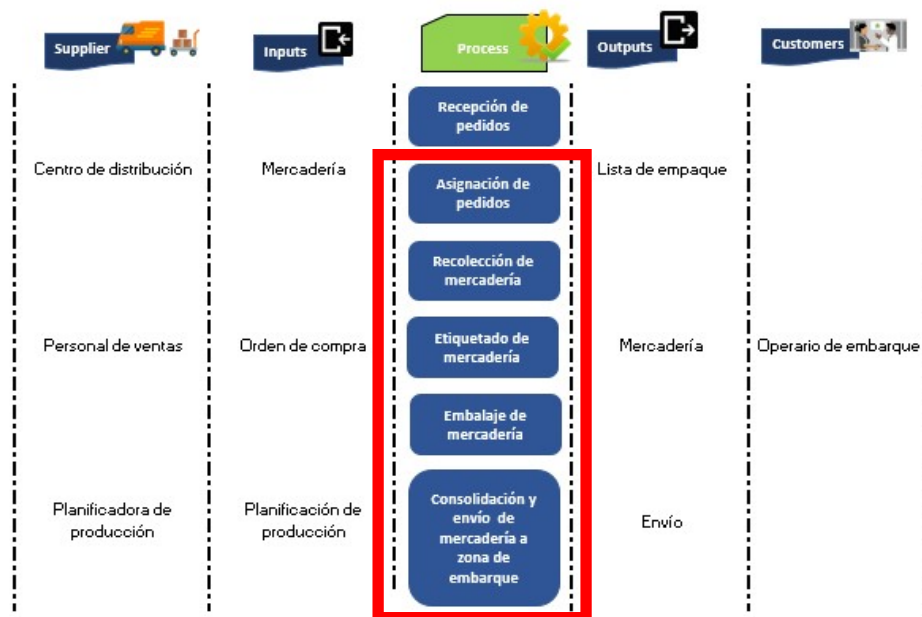 Supplier
Inputs
Process
Outputs
Customers
Recepción de
pedidos
Centro de distribución
Mercadería
Asignación de
pedidos
Lista de empaque
Recolección de
mercadería
Personal de ventas
Orden de compra
Etiquetado de
mercadería
Mercadería
Operario de embarque
Embalaje de
mercadería
Planificadora de
producción
Planificación de
producción
Consolidación y
envío de
mercadería a
zona de
embarque
Envío